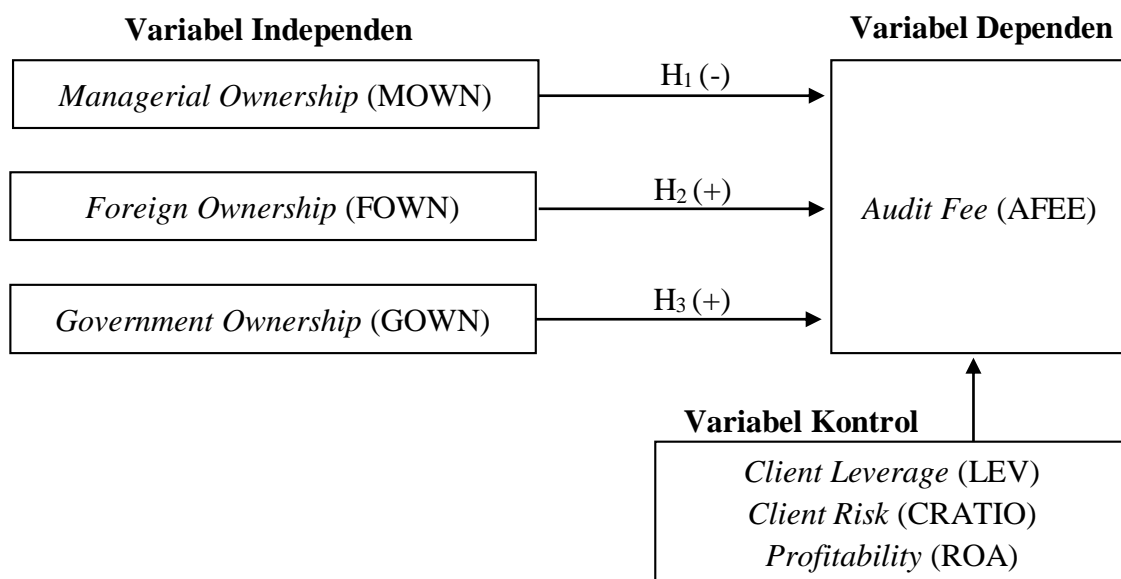 Variabel Independen
Variabel Dependen
Managerial Ownership (MOWN)
H₁ (-)
Foreign Ownership (FOWN)
H₂ (+)
Audit Fee (AFEE)
Government Ownership (GOWN)
H₃ (+)
Variabel Kontrol
Client Leverage (LEV)
Client Risk (CRATIO)
Profitability (ROA)